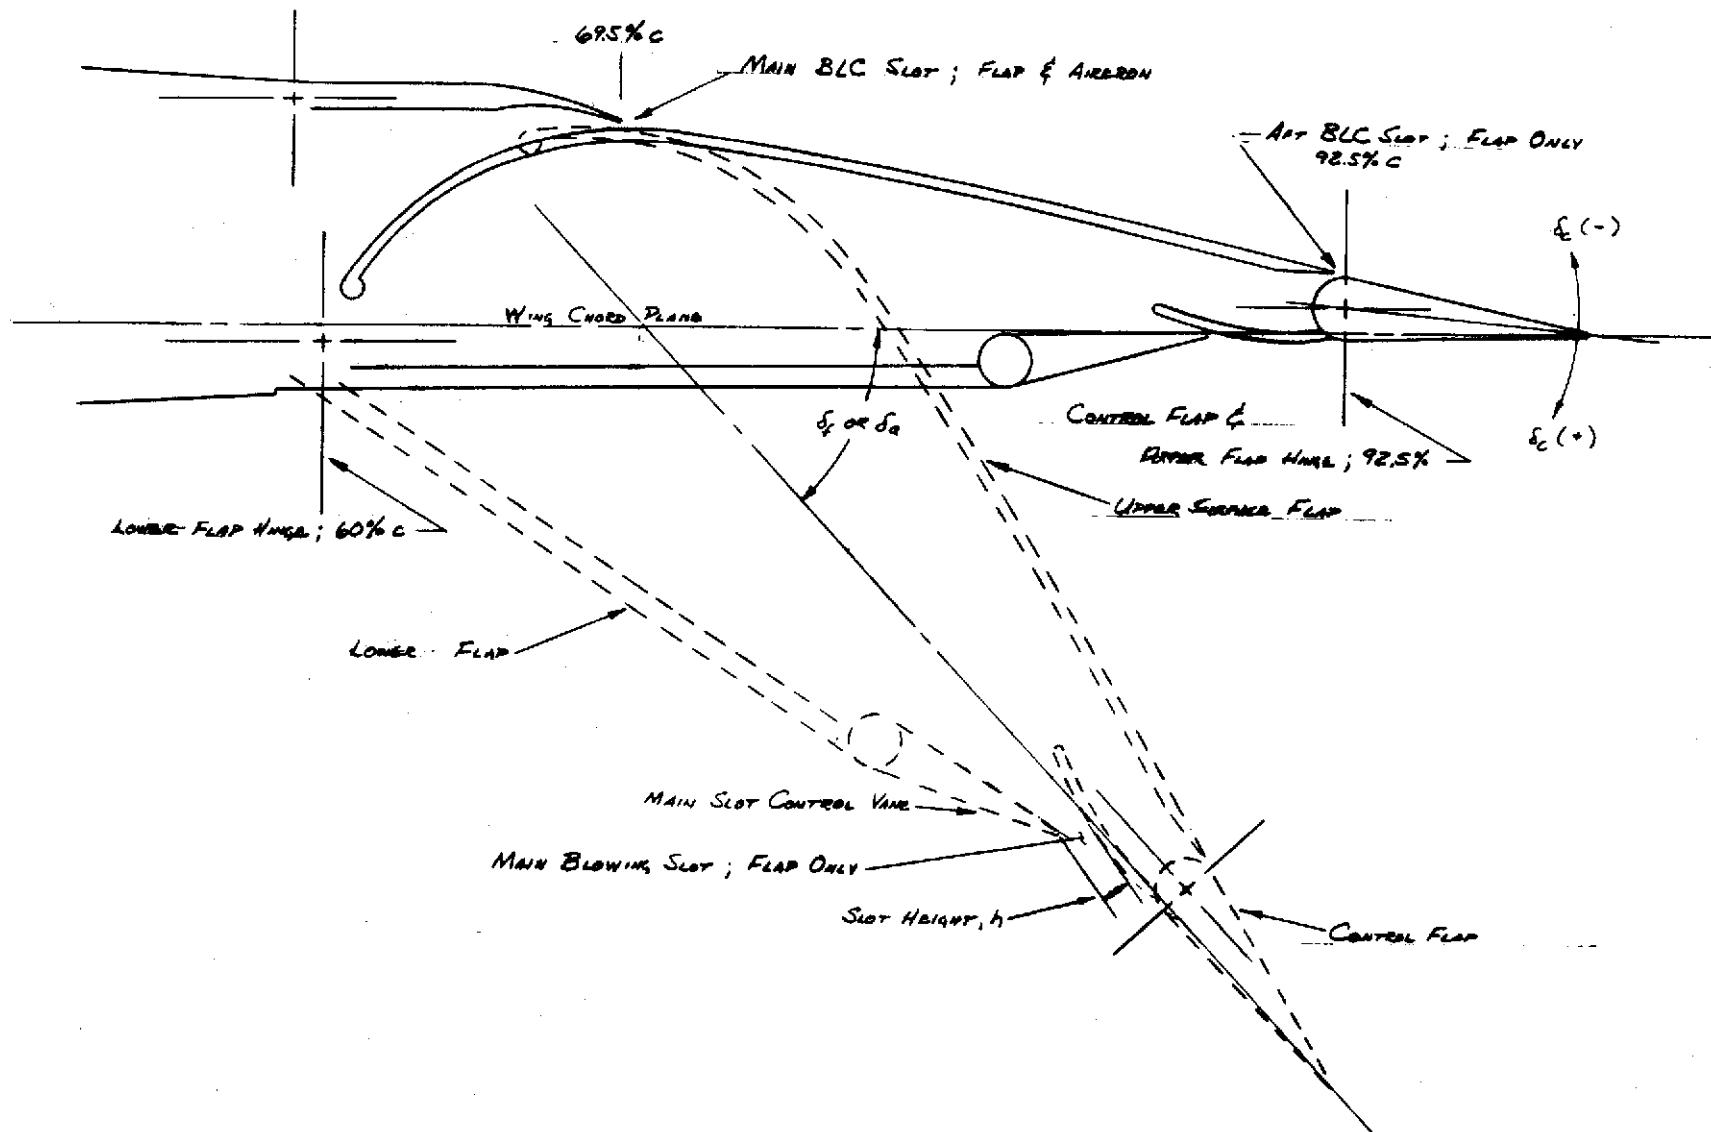 69.5% C
MAIN BLC SLOT ; FLAP & AILERON
AFT BLC SLOT ; FLAP ONLY
92.5% C
δc (-)
WING CHORD PLANE
δf OR δa
CONTROL FLAP &
UPPER FLAP HINGE ; 92.5%
δc (+)
UPPER SURFACE FLAP
LOWER FLAP HINGE ; 60% C
LOWER FLAP
MAIN SLOT CONTROL VANE
MAIN BLOWING SLOT ; FLAP ONLY
SLOT HEIGHT, h
CONTROL FLAP